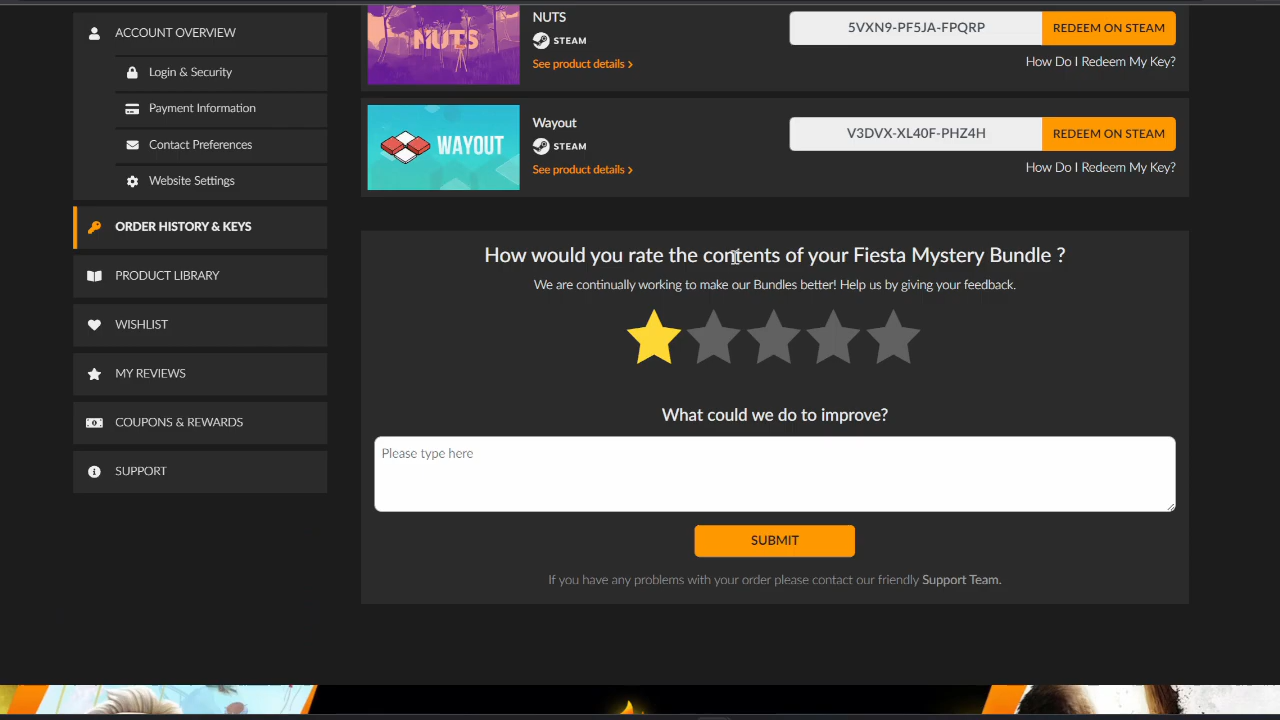 ACCOUNT OVERVIEW
Login & Security
Payment Information
Contact Preferences
Website Settings
ORDER HISTORY & KEYS
PRODUCT LIBRARY
WISHLIST
MY REVIEWS
COUPONS & REWARDS
SUPPORT
NUTS
NUTS
STEAM
See product details >
5VXN9-PF5JA-FPQRP
REDEEM ON STEAM
How Do I Redeem My Key?
WAYOUT
Wayout
STEAM
See product details >
V3DVX-XL40F-PHZ4H
REDEEM ON STEAM
How Do I Redeem My Key?
How would you rate the contents of your Fiesta Mystery Bundle ?
We are continually working to make our Bundles better! Help us by giving your feedback.
What could we do to improve?
Please type here
SUBMIT
If you have any problems with your order please contact our friendly Support Team.